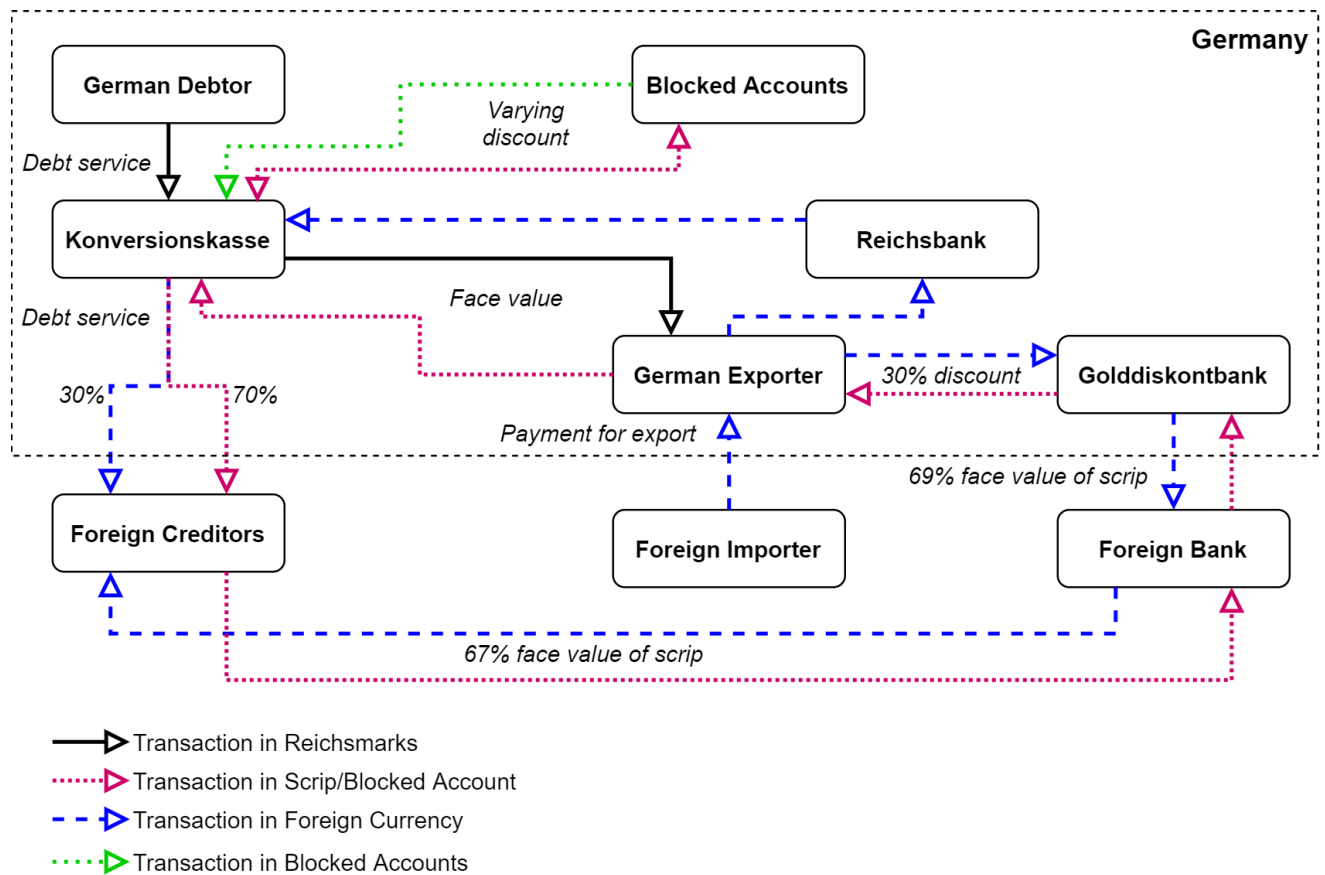 Germany
German Debtor
Blocked Accounts
Varying
discount
Debt service
Konversionskasse
Reichsbank
Face value
Debt service
German Exporter
30% discount
Golddiskontbank
30%
70%
Payment for export
69% face value of scrip
Foreign Creditors
Foreign Importer
Foreign Bank
67% face value of scrip
Transaction in Reichsmarks
Transaction in Scrip/Blocked Account
Transaction in Foreign Currency
Transaction in Blocked Accounts